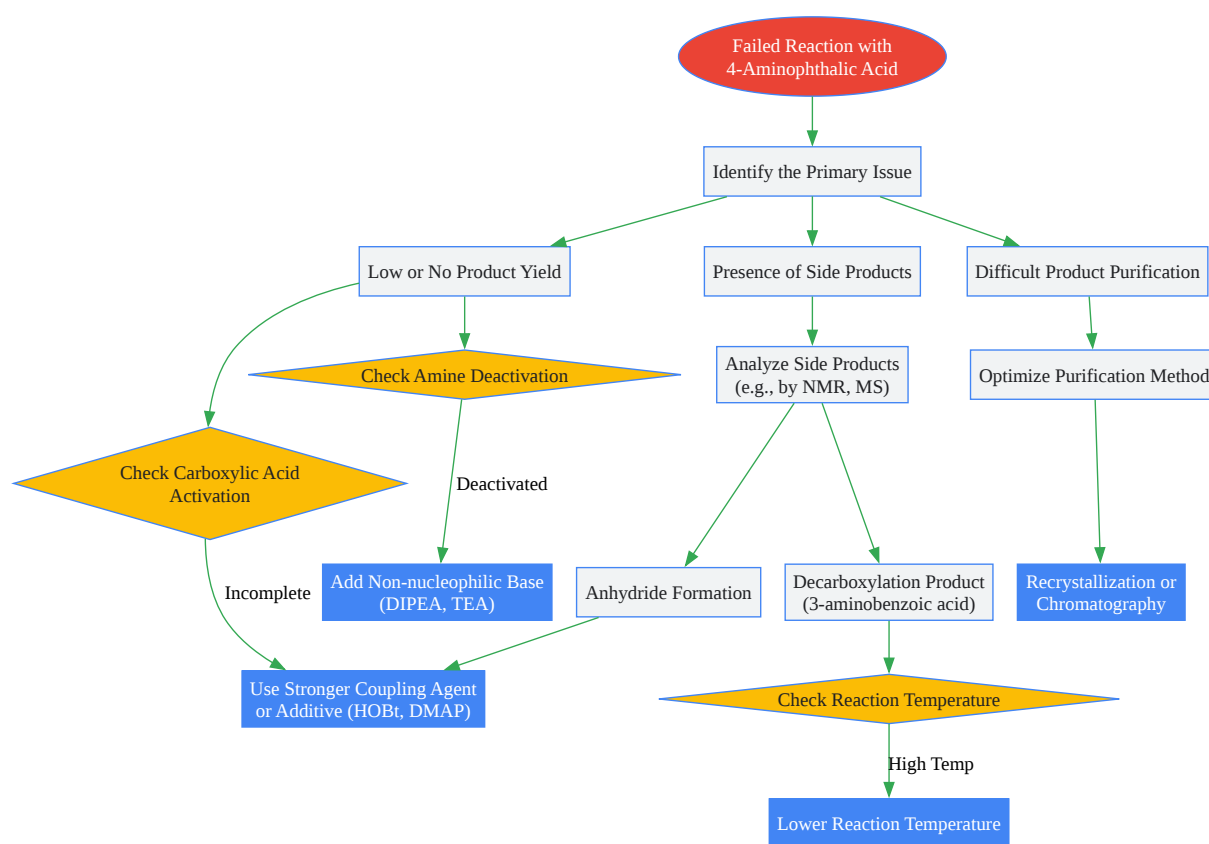 Failed Reaction with
4-Aminophthalic Acid
Identify the Primary Issue
Low or No Product Yield
Presence of Side Products
Difficult Product Purification
Check Amine Deactivation
Analyze Side Products
(e.g., by NMR, MS)
Optimize Purification Method
Check Carboxylic Acid
Activation
Deactivated
Incomplete
Add Non-nucleophilic Base
(DIPEA, TEA)
Anhydride Formation
Decarboxylation Product
(3-aminobenzoic acid)
Recrystallization or
Chromatography
Use Stronger Coupling Agent
or Additive (HOBt, DMAP)
Check Reaction Temperature
High Temp
Lower Reaction Temperature